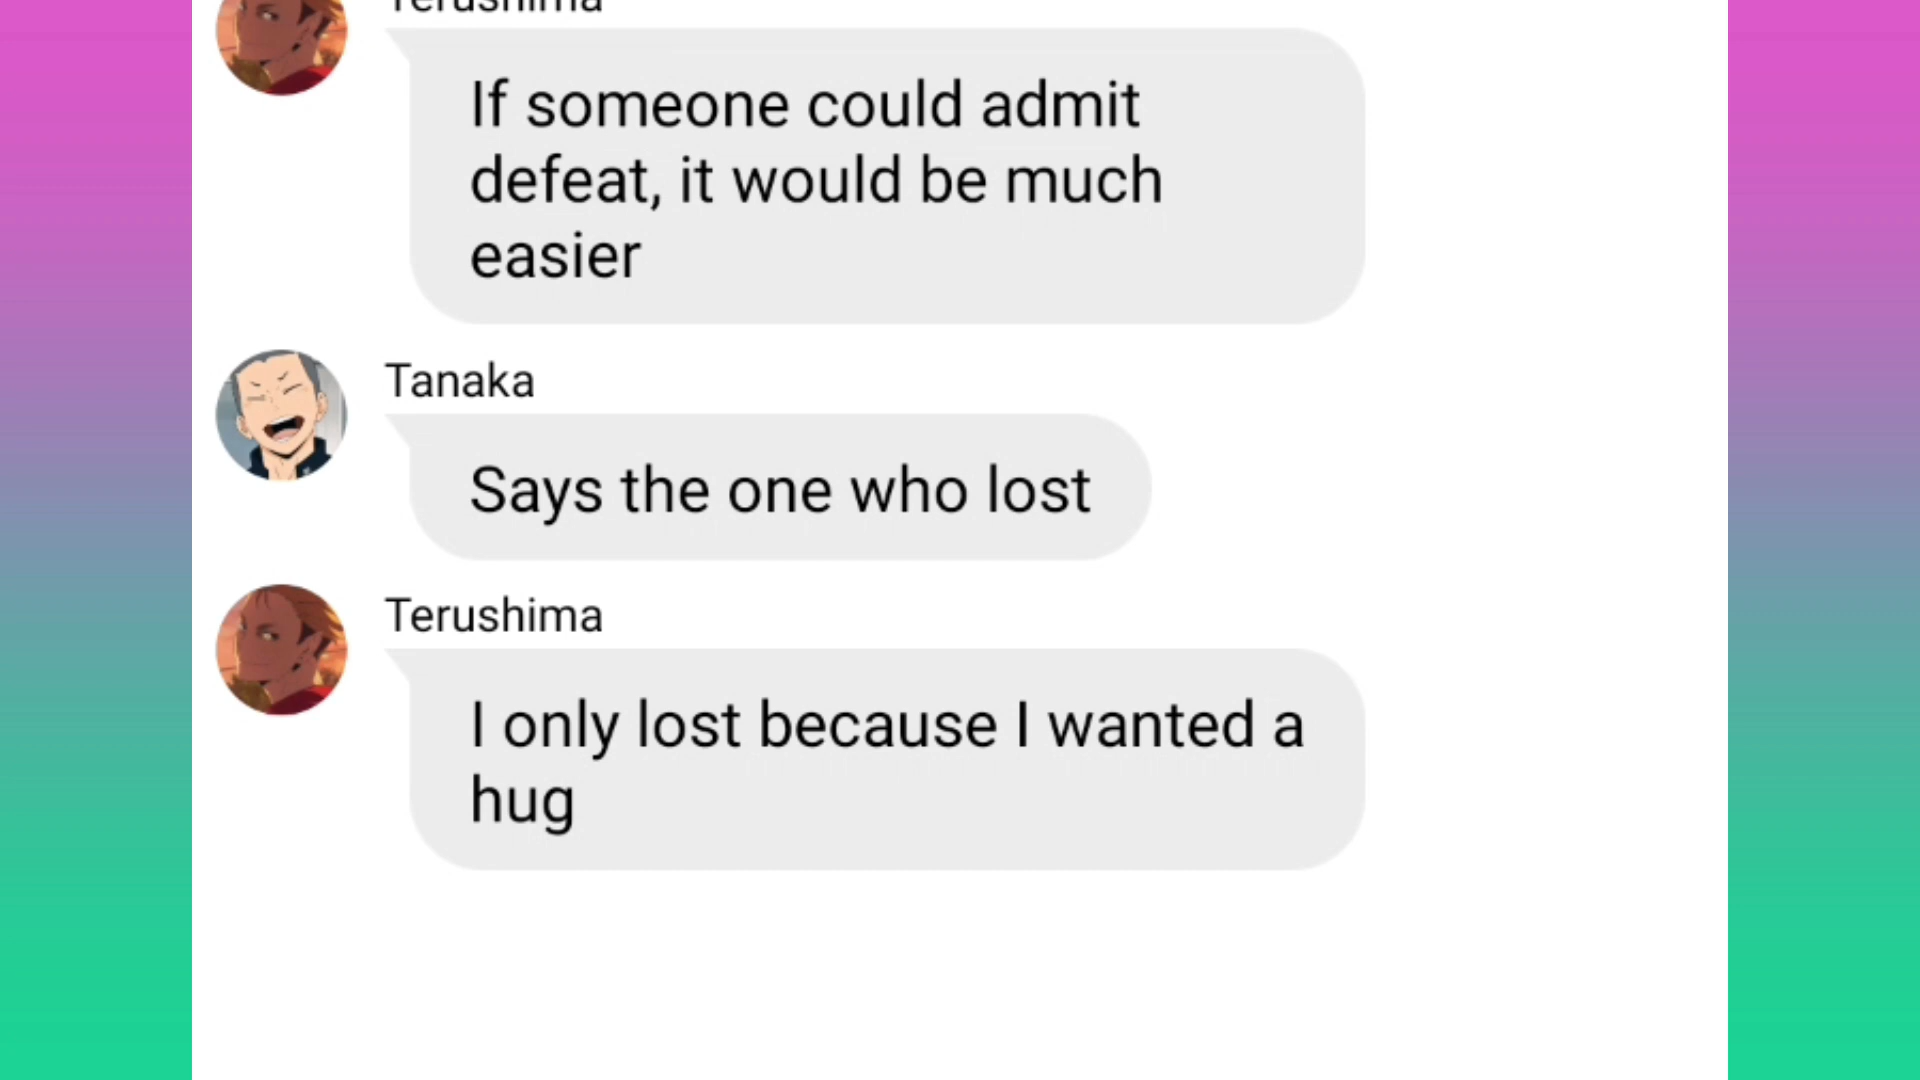 Terushima
If someone could admit
defeat, it would be much
easier
Tanaka
Says the one who lost
Terushima
I only lost because I wanted a
hug